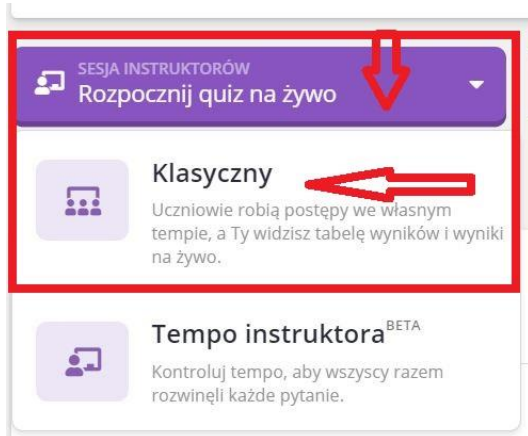 SESJA INSTRUKTORÓW
Rozpocznij quiz na żywo
Klasyczny
Uczniowie robią postępy we własnym
tempie, a Ty widzisz tabelę wyników i wyniki
na żywo.
Tempo instruktora BETA
Kontroluj tempo, aby wszyscy razem
rozwinęli każde pytanie.